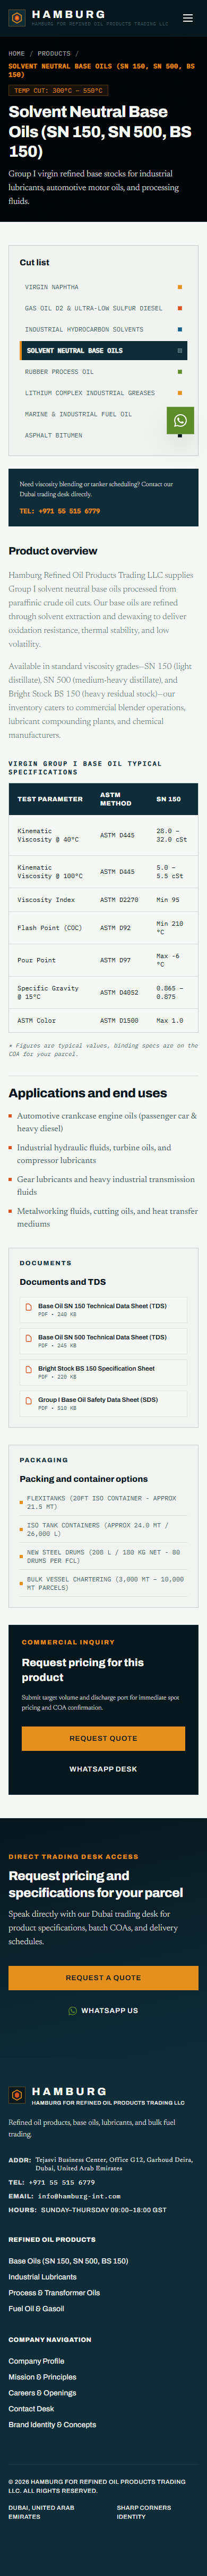 HAMBURG
HAMBURG FOR REFINED OIL PRODUCTS TRADING LLC
HOME / PRODUCTS /
SOLVENT NEUTRAL BASE OILS (SN 150, SN 500, BS
150)
TEMP CUT: 300°C – 550°C
Solvent Neutral Base
Oils (SN 150, SN 500, BS
150)
Group I virgin refined base stocks for industrial
lubricants, automotive motor oils, and processing
fluids.
Cut list
VIRGIN NAPHTHA
GAS OIL D2 & ULTRA-LOW SULFUR DIESEL
INDUSTRIAL HYDROCARBON SOLVENTS
SOLVENT NEUTRAL BASE OILS
RUBBER PROCESS OIL
LITHIUM COMPLEX INDUSTRIAL GREASES
MARINE & INDUSTRIAL FUEL OIL
ASPHALT BITUMEN
Need viscosity blending or tanker scheduling? Contact our
Dubai trading desk directly.
TEL: +971 55 515 6779
Product overview
Hamburg Refined Oil Products Trading LLC supplies
Group I solvent neutral base oils processed from
paraffinic crude oil cuts. Our base oils are refined
through solvent extraction and dewaxing to deliver
oxidation resistance, thermal stability, and low
volatility.
Available in standard viscosity grades—SN 150 (light
distillate), SN 500 (medium-heavy distillate), and
Bright Stock BS 150 (heavy residual stock)—our
inventory caters to commercial blender operations,
lubricant compounding plants, and chemical
manufacturers.
VIRGIN GROUP I BASE OIL TYPICAL
SPECIFICATIONS
TEST PARAMETER ASTM METHOD SN 150
Kinematic Viscosity @ 40°C ASTM D445 28.0 – 32.0 cSt
Kinematic Viscosity @ 100°C ASTM D445 5.0 – 5.5 cSt
Viscosity Index ASTM D2270 Min 95
Flash Point (COC) ASTM D92 Min 210 °C
Pour Point ASTM D97 Max -6 °C
Specific Gravity @ 15°C ASTM D4052 0.865 – 0.875
ASTM Color ASTM D1500 Max 1.0
* Figures are typical values, binding specs are on the
COA for your parcel.
Applications and end uses
Automotive crankcase engine oils (passenger car &
heavy diesel)
Industrial hydraulic fluids, turbine oils, and
compressor lubricants
Gear lubricants and heavy industrial transmission
fluids
Metalworking fluids, cutting oils, and heat transfer
mediums
DOCUMENTS
Documents and TDS
Base Oil SN 150 Technical Data Sheet (TDS)
PDF • 240 KB
Base Oil SN 500 Technical Data Sheet (TDS)
PDF • 245 KB
Bright Stock BS 150 Specification Sheet
PDF • 220 KB
Group I Base Oil Safety Data Sheet (SDS)
PDF • 510 KB
PACKAGING
Packing and container options
FLEXITANKS (20FT ISO CONTAINER - APPROX
21.5 MT)
ISO TANK CONTAINERS (APPROX 24.0 MT /
26,000 L)
NEW STEEL DRUMS (208 L / 180 KG NET - 80
DRUMS PER FCL)
BULK VESSEL CHARTERING (3,000 MT – 10,000
MT PARCELS)
COMMERCIAL INQUIRY
Request pricing for this
product
Submit target volume and discharge port for immediate spot
pricing and COA confirmation.
REQUEST QUOTE
WHATSAPP DESK
DIRECT TRADING DESK ACCESS
Request pricing and
specifications for your parcel
Speak directly with our Dubai trading desk for
product specifications, batch COAs, and delivery
schedules.
REQUEST A QUOTE
WHATSAPP US
HAMBURG
HAMBURG FOR REFINED OIL PRODUCTS TRADING LLC
Refined oil products, base oils, lubricants, and bulk fuel
trading.
ADDR: Tejasvi Business Center, Office G12, Garhoud Deira,
Dubai, United Arab Emirates
TEL: +971 55 515 6779
EMAIL: info@hamburg-int.com
HOURS: SUNDAY–THURSDAY 09:00–18:00 GST
REFINED OIL PRODUCTS
Base Oils (SN 150, SN 500, BS 150)
Industrial Lubricants
Process & Transformer Oils
Fuel Oil & Gasoil
COMPANY NAVIGATION
Company Profile
Mission & Principles
Careers & Openings
Contact Desk
Brand Identity & Concepts
© 2026 HAMBURG FOR REFINED OIL PRODUCTS TRADING
LLC. ALL RIGHTS RESERVED.
DUBAI, UNITED ARAB EMIRATES
SHARP CORNERS IDENTITY